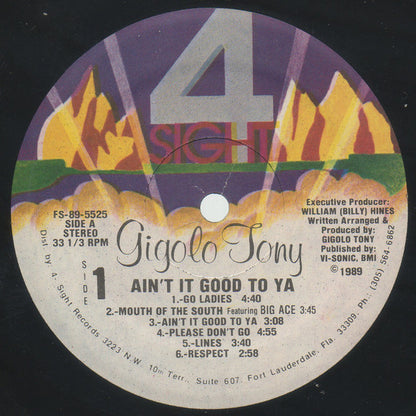 4
SIGHT
FS-89-5525
SIDE A
STEREO
33 1/3 RPM
Executive Producer:
WILLIAM (BILLY) HINES
Written Arranged &
Produced by:
GIGOLO TONY
Published by:
VI-SONIC. BMI
©1989
Gigolo Tony
SIDE
1
AIN'T IT GOOD TO YA
1.-GO LADIES 4:40
2.-MOUTH OF THE SOUTH Featuring BIG ACE 3:45
3.-AIN'T IT GOOD TO YA 3:08
4.-PLEASE DON'T GO 4:55
5.-LINES 3:40
6.-RESPECT 2:58
Dist by 4. Sight Records 3223 N.W. 10th Terr., Suite 607. Fort Lauderdale, Fla. 33309. Ph.: (305) 564-6862